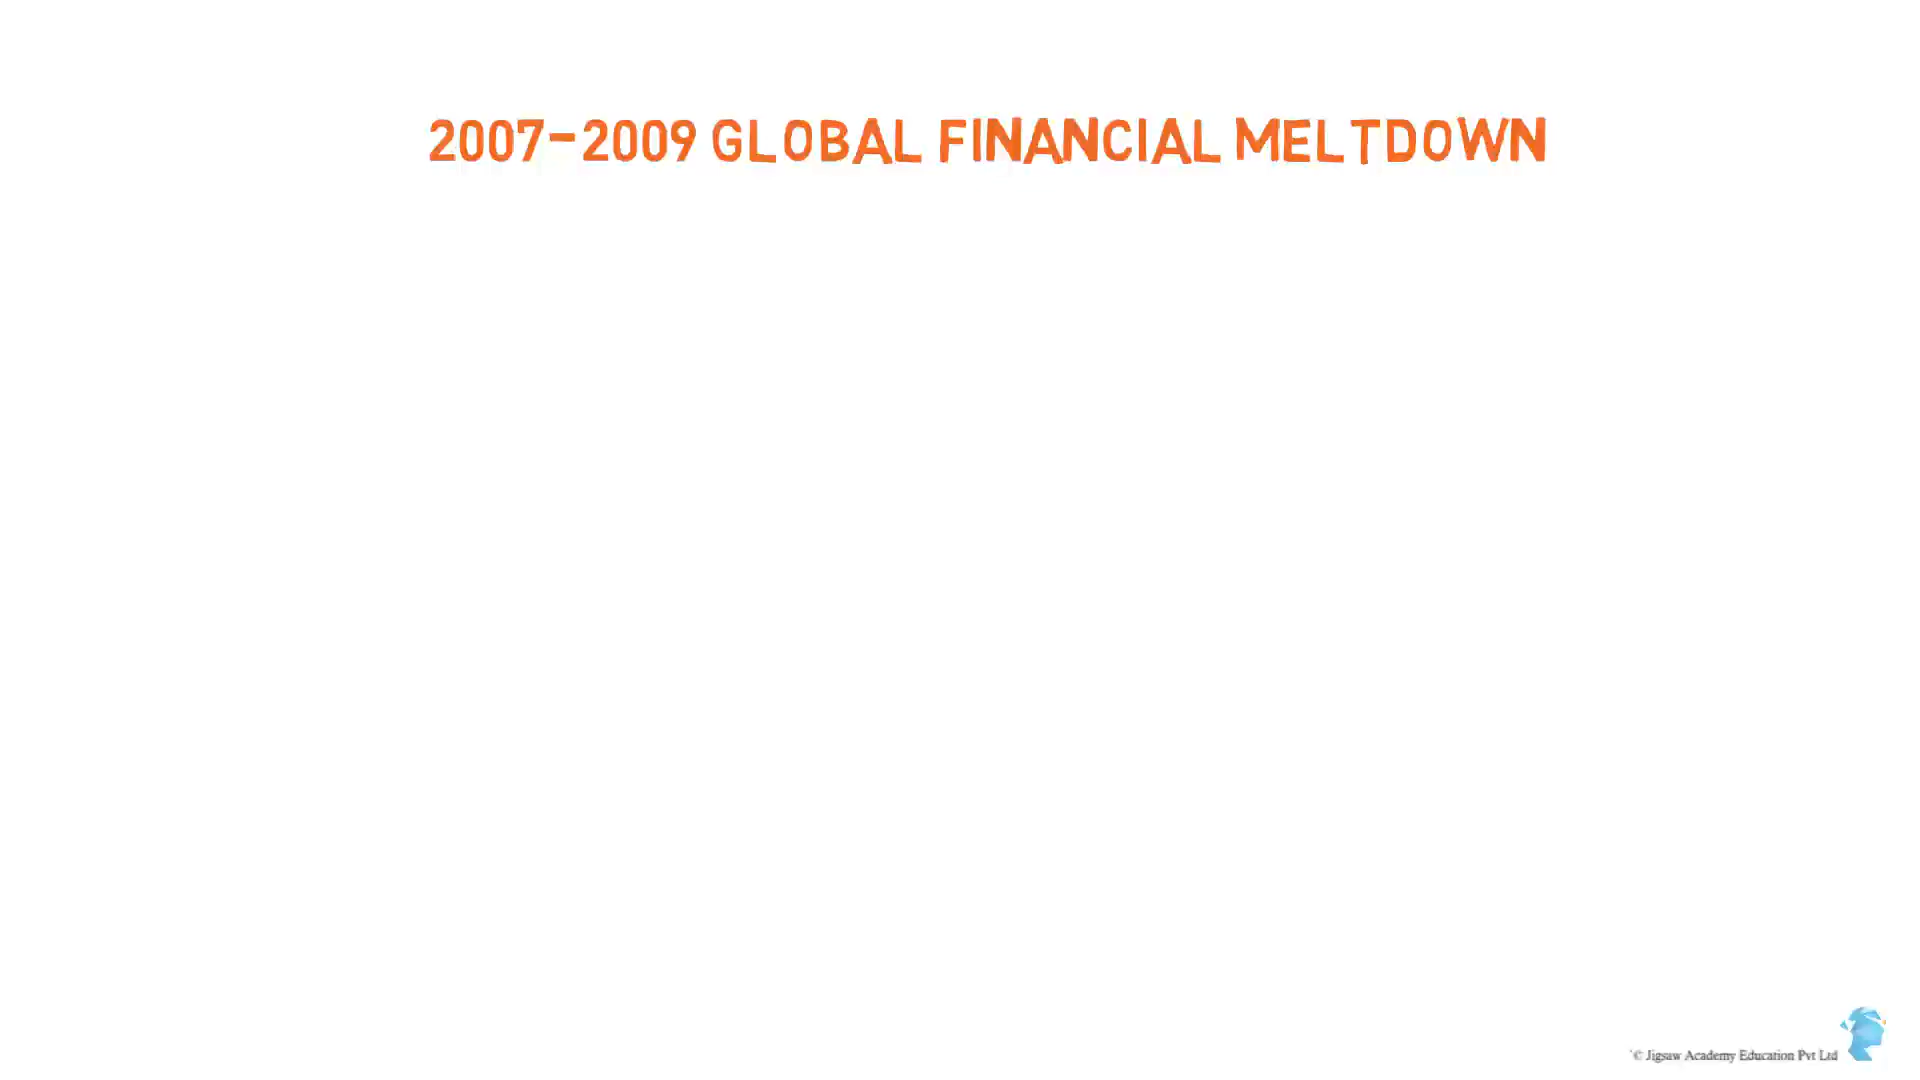 2007-2009 GLOBAL FINANCIAL MELTDOWN
© Jigsaw Academy Education Pvt Ltd